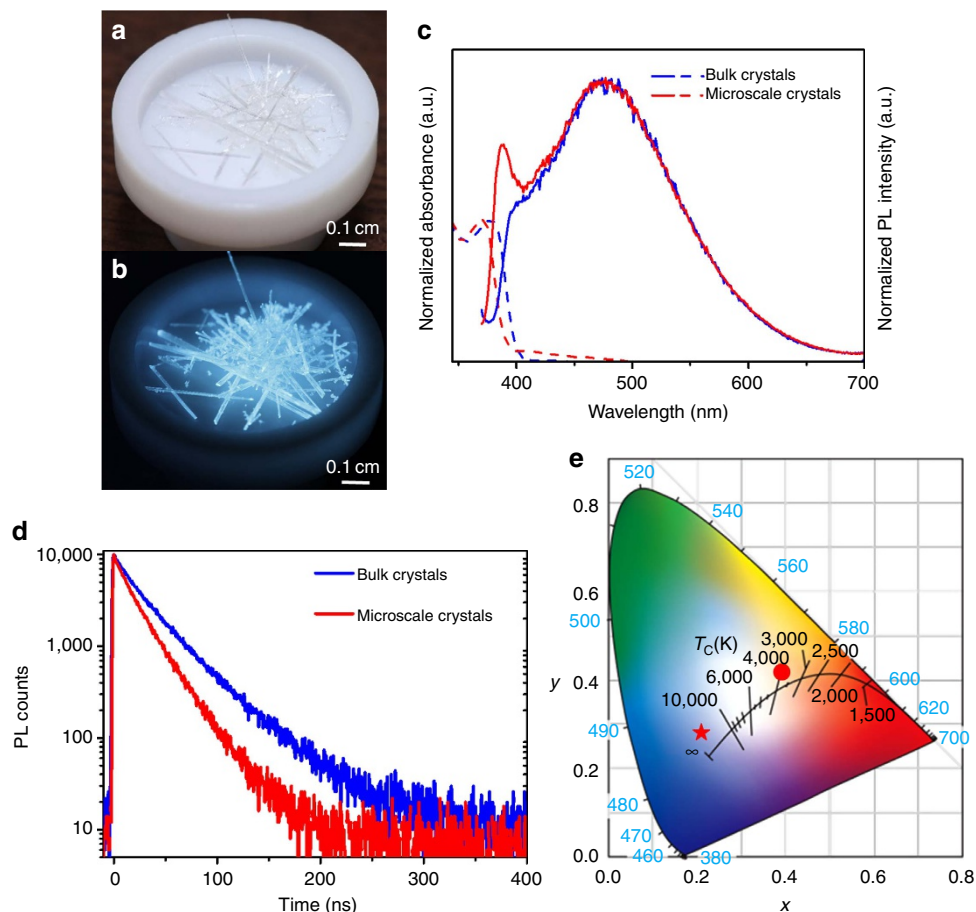 a
0.1 cm
b
0.1 cm
c
Normalized absorbance (a.u.)
Bulk crystals
Microscale crystals
Normalized PL intensity (a.u.)
400
500
600
700
Wavelength (nm)
d
10,000
1,000
100
10
PL counts
Bulk crystals
Microscale crystals
0
100
200
300
400
Time (ns)
e
0.8
0.6
0.4
0.2
0.0
y
520
540
560
580
600
620
700
500
490
480
470
460
380
TC(K)
3,000
2,500
4,000
6,000
2,000
10,000
1,500
∞
0.0
0.2
0.4
0.6
0.8
x